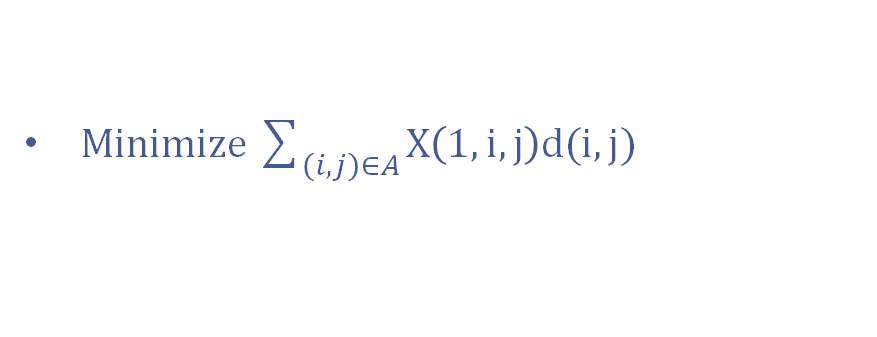 • Minimize ∑_(i,j)∈A X(1,i,j)d(i,j)